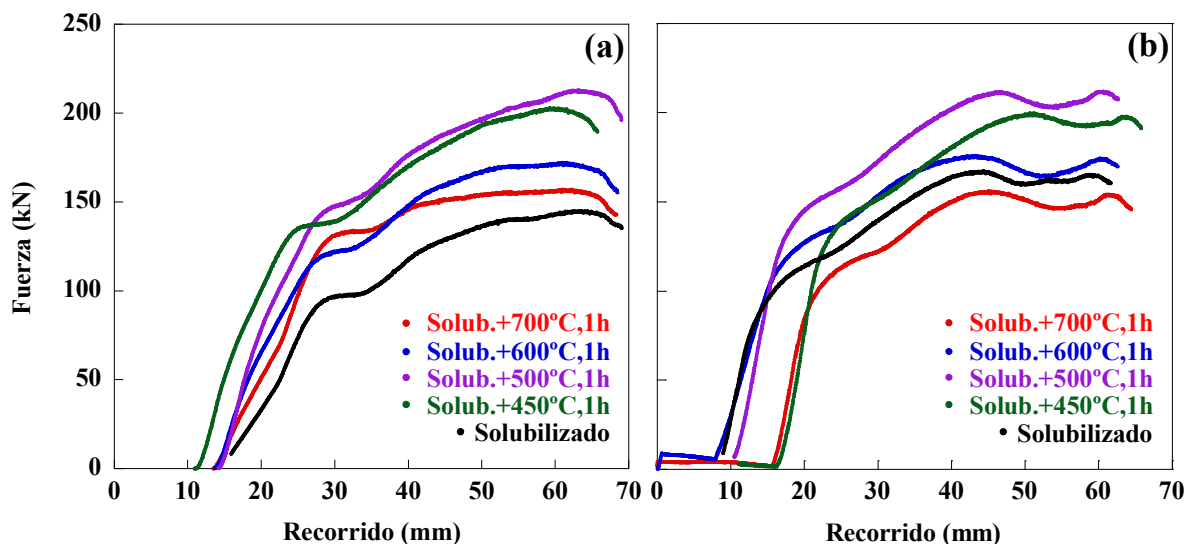 (a)
(b)
Fuerza (kN)
250
200
150
100
50
0
Solub.+700ºC,1h
Solub.+600ºC,1h
Solub.+500ºC,1h
Solub.+450ºC,1h
Solubilizado
0 10 20 30 40 50 60 70
Recorrido (mm)
Solub.+700ºC,1h
Solub.+600ºC,1h
Solub.+500ºC,1h
Solub.+450ºC,1h
Solubilizado
0 10 20 30 40 50 60 70
Recorrido (mm)